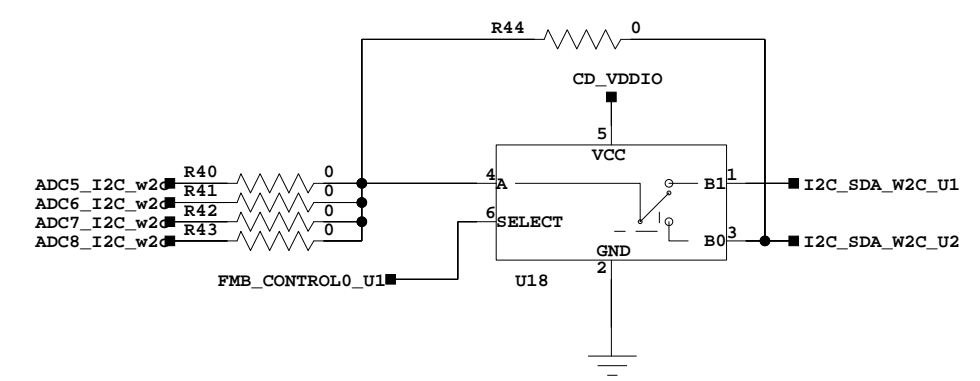 R44 0
CD_VDDIO
5
VCC
R40 0
4 A B1 1
ADC5_I2C_w2c
I2C_SDA_W2C_U1
R41 0
ADC6_I2C_w2c
R42 0
6 SELECT
ADC7_I2C_w2c
R43 0
B0 3
ADC8_I2C_w2c
I2C_SDA_W2C_U2
GND
2
FMB_CONTROL0_U1
U18